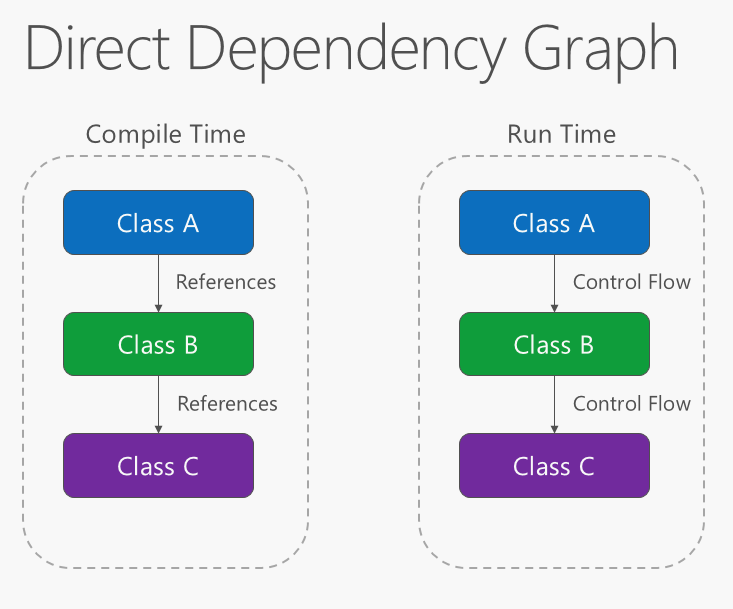 Direct Dependency Graph
Compile Time
Class A
References
Class B
References
Class C
Run Time
Class A
Control Flow
Class B
Control Flow
Class C